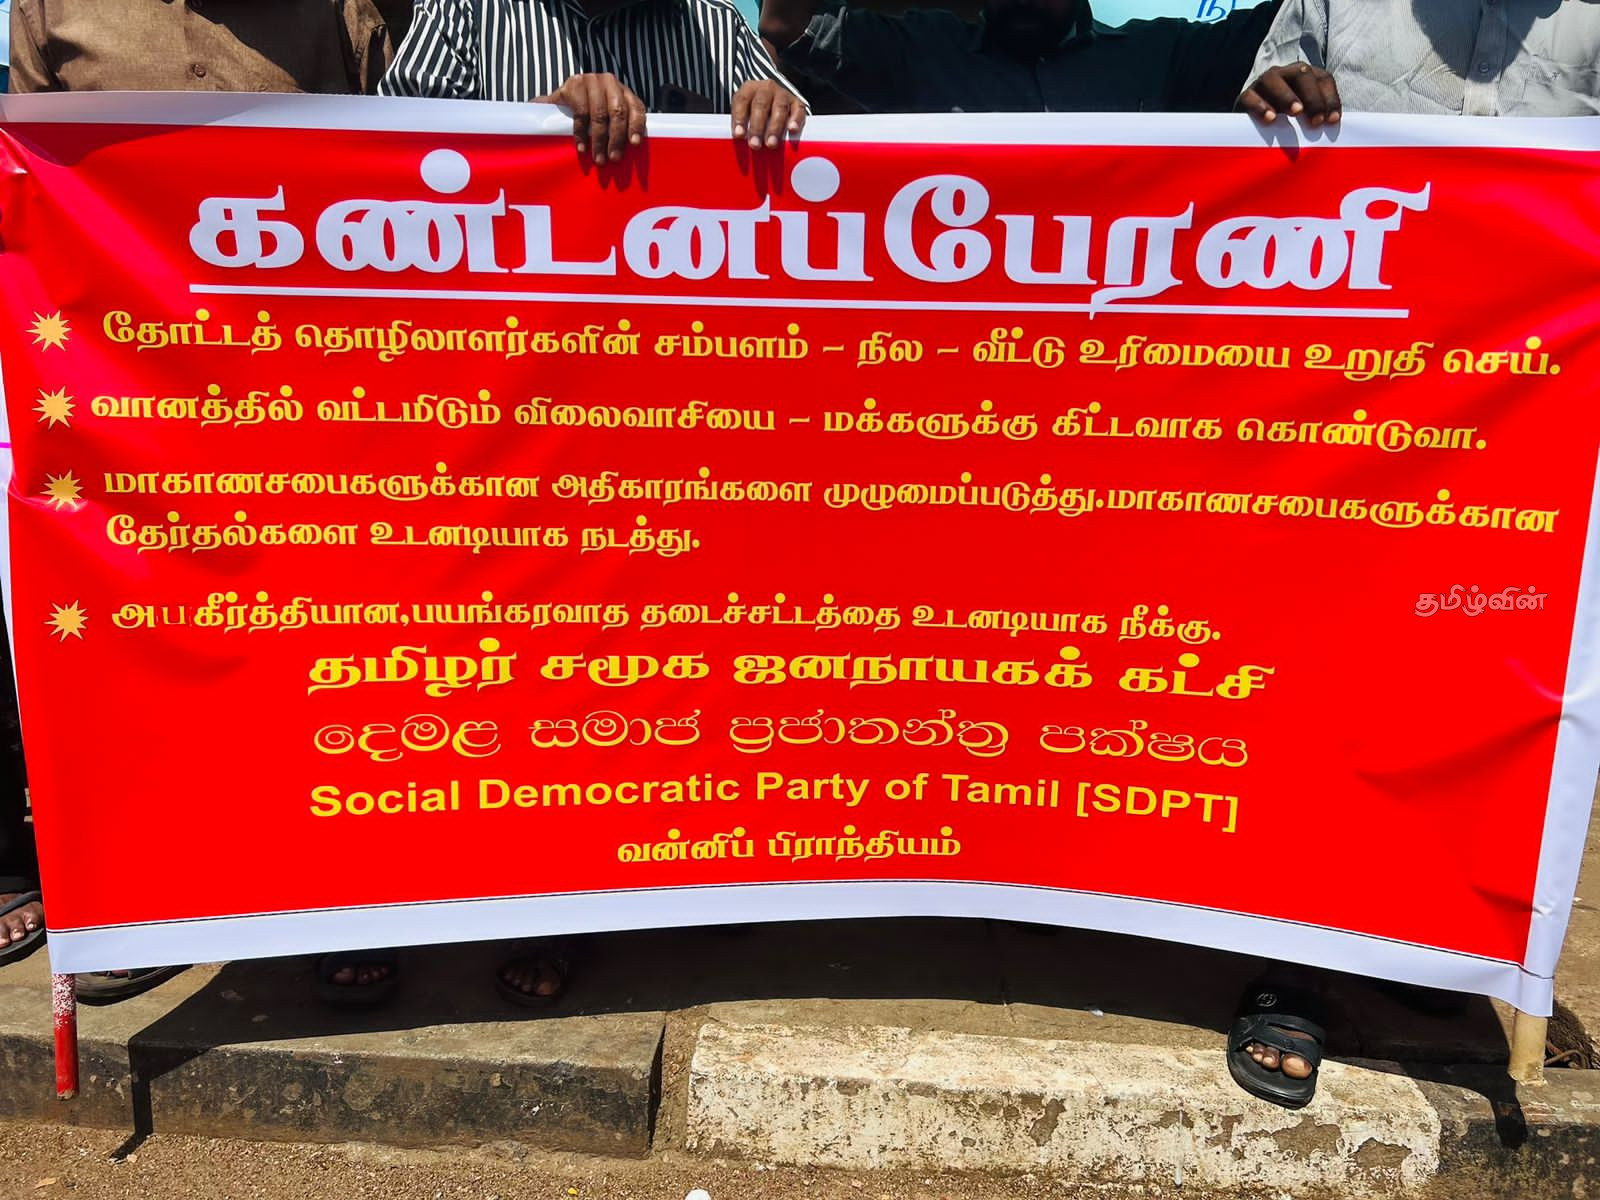 கண்டனப்பேரணி
தோட்டத் தொழிலாளர்களின் சம்பளம் – நில – வீட்டு உரிமையை உறுதி செய்.
வானத்தில் வட்டமிடும் விலைவாசியை – மக்களுக்கு கிட்டவாக கொண்டுவா.
மாகாணசபைகளுக்கான அதிகாரங்களை முழுமைப்படுத்து.மாகாணசபைகளுக்கான
தேர்தல்களை உடனடியாக நடத்து.
அபகீர்த்தியான,பயங்கரவாத தடைச்சட்டத்தை உடனடியாக நீக்கு.
தமிழ்வின்
தமிழர் சமூக ஜனநாயகக் கட்சி
දෙමළ සමාජ ප්‍රජාතන්ත්‍ර පක්ෂය
Social Democratic Party of Tamil [SDPT]
வன்னிப் பிராந்தியம்